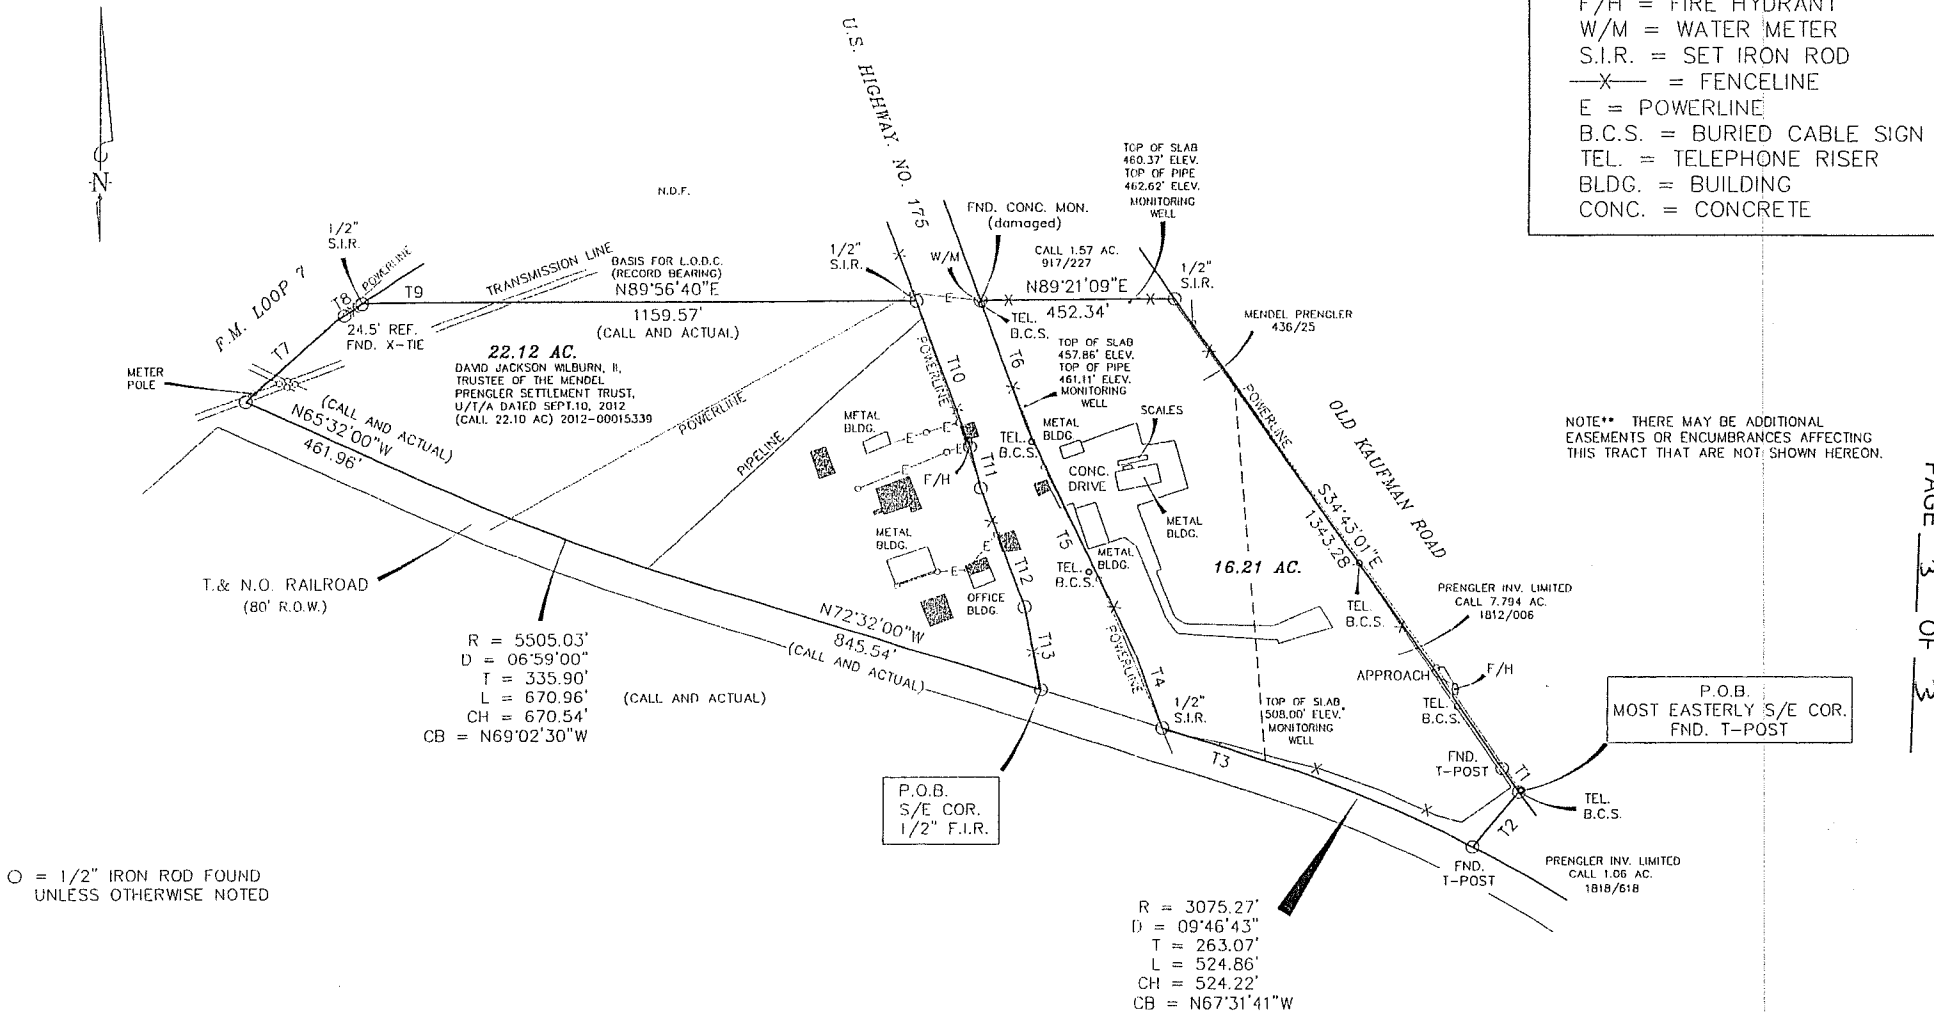 F/H = FIRE HYDRANT
W/M = WATER METER
S.I.R. = SET IRON ROD
—X— = FENCELINE
E = POWERLINE
B.C.S. = BURIED CABLE SIGN
TEL. = TELEPHONE RISER
BLDG. = BUILDING
CONC. = CONCRETE
N
U.S. HIGHWAY. NO. 175
N.D.F.
TOP OF SLAB
460.37' ELEV.
TOP OF PIPE
462.62' ELEV.
MONITORING
WELL
FND. CONC. MON.
(damaged)
1/2"
S.I.R.
POWERLINE
F.M. LOOP 7
T8
T9
TRANSMISSION LINE
BASIS FOR L.O.D.C.
(RECORD BEARING)
N89°56'40"E
1159.57'
(CALL AND ACTUAL)
1/2"
S.I.R.
W/M
E
CALL 1.57 AC.
917/227
N89°21'09"E
452.34'
1/2"
S.I.R.
TEL.
B.C.S.
MENDEL PRENGLER
436/25
24.5' REF.
FND. X-TIE
T7
METER
POLE
22.12 AC.
DAVID JACKSON WILBURN, II,
TRUSTEE OF THE MENDEL
PRENGLER SETTLEMENT TRUST,
U/T/A DATED SEPT.10, 2012
(CALL 22.10 AC) 2012-00015339
(CALL AND ACTUAL)
N65°32'00"W
461.96'
POWERLINE
PIPELINE
POWERLINE
T10
T6
TOP OF SLAB
457.86' ELEV.
TOP OF PIPE
461.11' ELEV.
MONITORING
WELL
SCALES
POWERLINE
OLD KAUFMAN ROAD
NOTE** THERE MAY BE ADDITIONAL
EASEMENTS OR ENCUMBRANCES AFFECTING
THIS TRACT THAT ARE NOT SHOWN HEREON.
PAGE 3 OF 3
METAL
BLDG.
E
E
E
F/H
T11
TEL.
B.C.S.
METAL
BLDG.
CONC.
DRIVE
METAL
BLDG.
S34°43'01"E
1343.28'
METAL
BLDG.
E
E
T12
OFFICE
BLDG.
T5
TEL.
B.C.S.
METAL
BLDG.
16.21 AC.
TEL.
B.C.S.
PRENGLER INV. LIMITED
CALL 7.794 AC.
1812/006
T.& N.O. RAILROAD
(80' R.O.W.)
R = 5505.03'
D = 06°59'00"
T = 335.90'
L = 670.96'
CH = 670.54'
CB = N69°02'30"W
(CALL AND ACTUAL)
N72°32'00"W
845.54'
(CALL AND ACTUAL)
T13
POWERLINE
T4
1/2"
S.I.R.
T3
TOP OF SLAB
508.00' ELEV.
MONITORING
WELL
APPROACH
F/H
TEL.
B.C.S.
FND.
T-POST
T1
P.O.B.
MOST EASTERLY S/E COR.
FND. T-POST
TEL.
B.C.S.
T2
FND.
T-POST
P.O.B.
S/E COR.
1/2" F.I.R.
PRENGLER INV. LIMITED
CALL 1.06 AC.
1818/618
O = 1/2" IRON ROD FOUND
UNLESS OTHERWISE NOTED
R = 3075.27'
D = 09°46'43"
T = 263.07'
L = 524.86'
CH = 524.22'
CB = N67°31'41"W